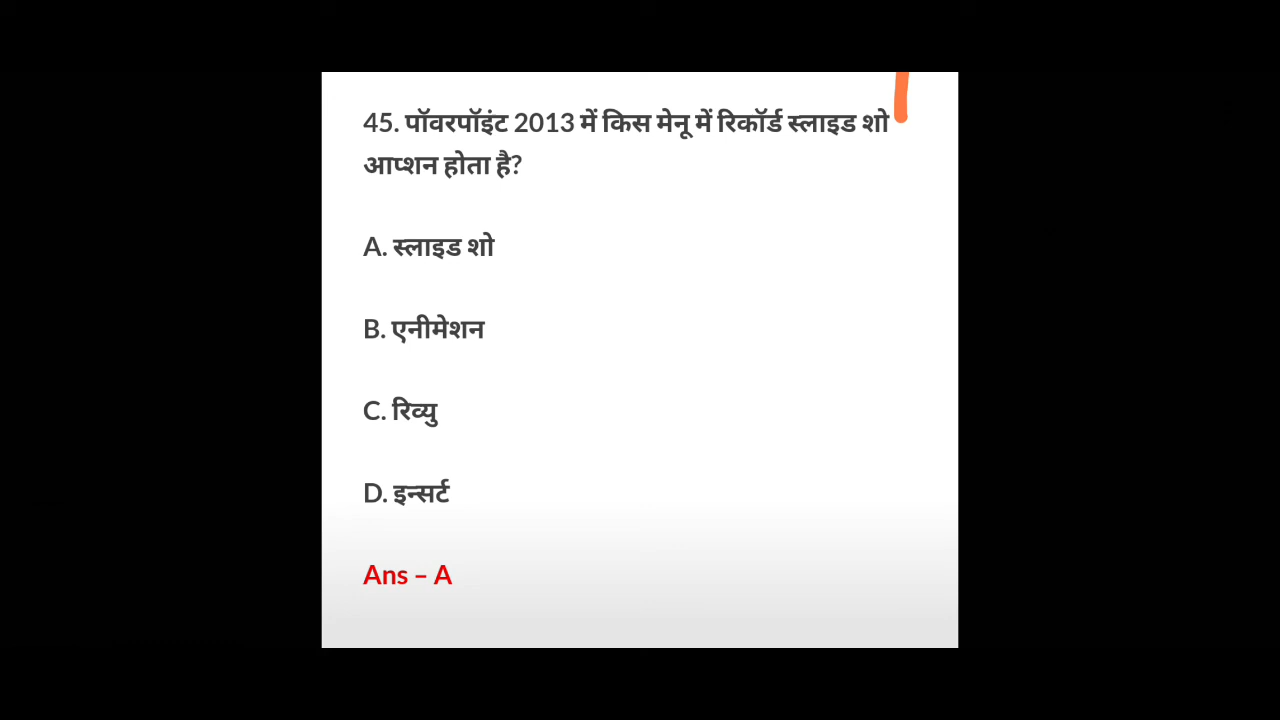 45. पॉवरपॉइंट 2013 में किस मेनू में रिकॉर्ड स्लाइड शो
आप्शन होता है?
A. स्लाइड शो
B. एनीमेशन
C. रिव्यु
D. इन्सर्ट
Ans – A